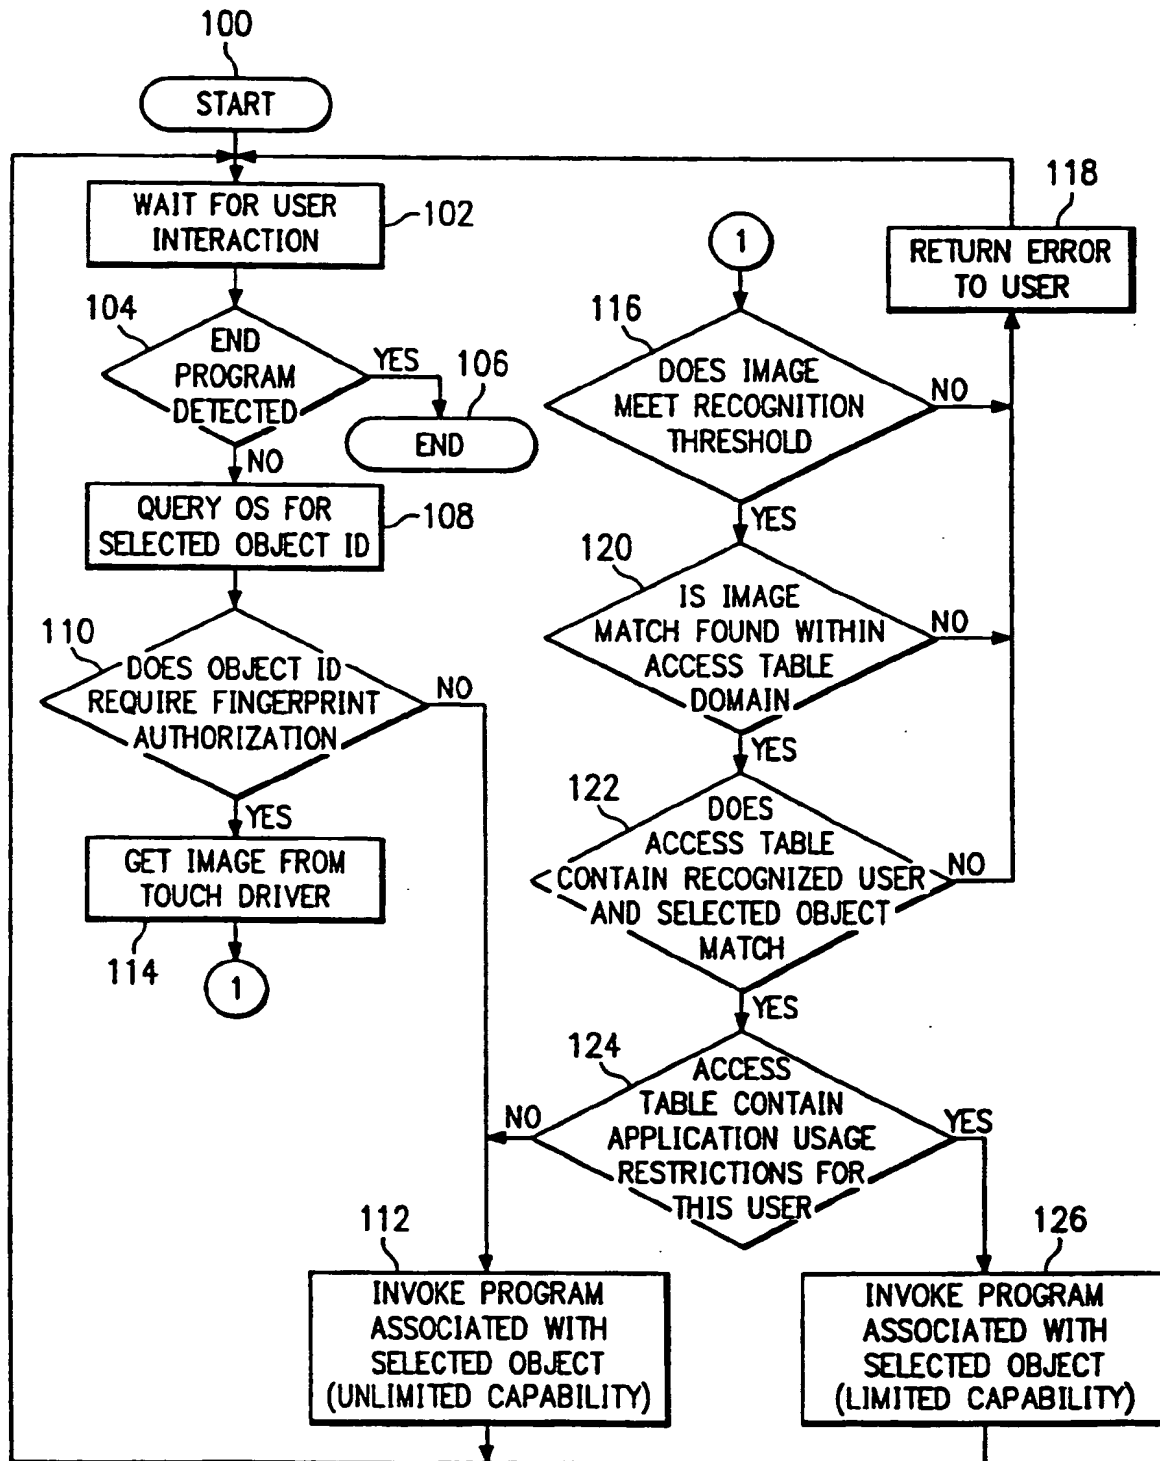 100
START
WAIT FOR USER
INTERACTION
102
104
END
PROGRAM
DETECTED
YES
106
END
NO
QUERY OS FOR
SELECTED OBJECT ID
108
110
DOES OBJECT ID
REQUIRE FINGERPRINT
AUTHORIZATION
NO
YES
GET IMAGE FROM
TOUCH DRIVER
114
1
1
116
DOES IMAGE
MEET RECOGNITION
THRESHOLD
NO
118
RETURN ERROR
TO USER
YES
120
IS IMAGE
MATCH FOUND WITHIN
ACCESS TABLE
DOMAIN
NO
YES
122
DOES
ACCESS TABLE
CONTAIN RECOGNIZED USER
AND SELECTED OBJECT
MATCH
NO
YES
124
ACCESS
TABLE CONTAIN
APPLICATION USAGE
RESTRICTIONS FOR
THIS USER
NO
YES
112
INVOKE PROGRAM
ASSOCIATED WITH
SELECTED OBJECT
(UNLIMITED CAPABILITY)
126
INVOKE PROGRAM
ASSOCIATED WITH
SELECTED OBJECT
(LIMITED CAPABILITY)